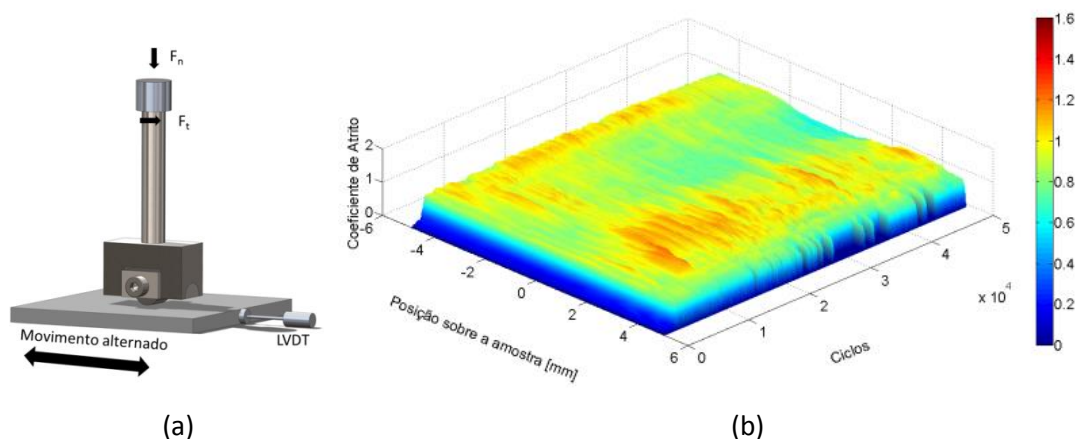 Fn
Ft
LVDT
Movimento alternado
(a)
Coeficiente de Atrito
2
1
0
-6
-4
-2
0
2
4
6
Posição sobre a amostra [mm]
0
1
2
3
4
5
x 10^4
Ciclos
1.6
1.4
1.2
1
0.8
0.6
0.4
0.2
0
(b)